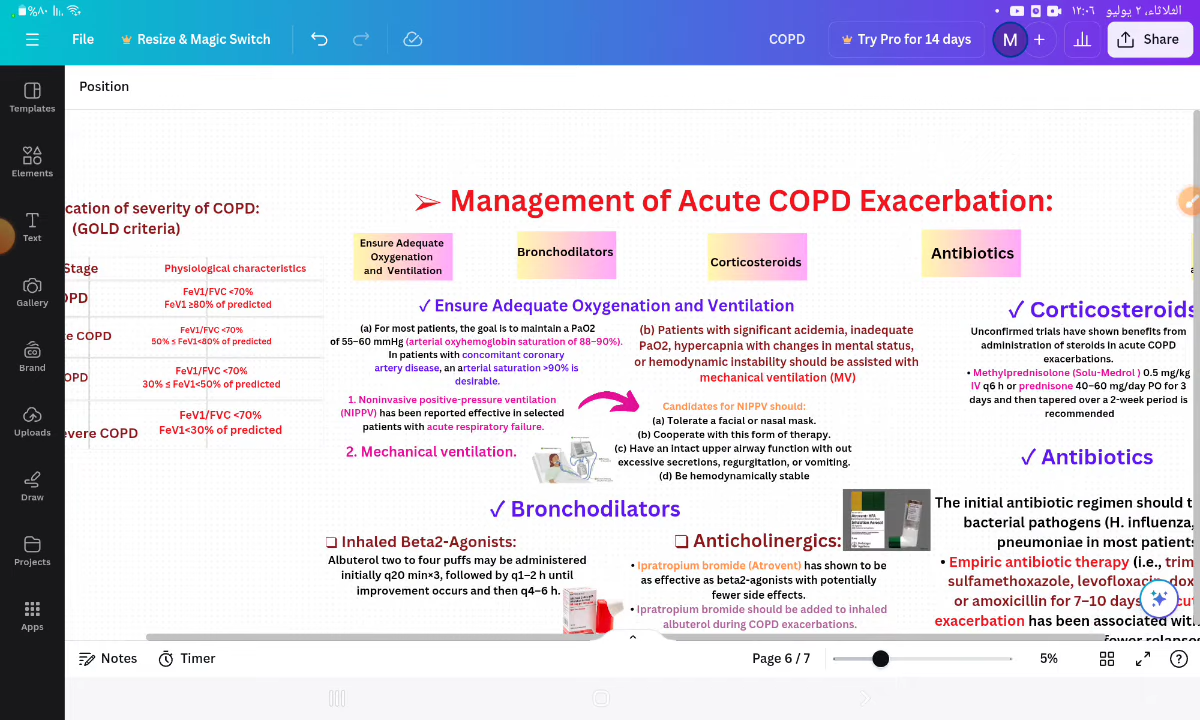 %٨٠
١٢:٠٦ الثلاثاء، ٢ يوليو
File
Resize & Magic Switch
COPD
Try Pro for 14 days
M
+
Share
Position
Templates
Elements
Text
Gallery
Brand
Uploads
Draw
Projects
Apps
cation of severity of COPD:
(GOLD criteria)
Stage
Physiological characteristics
OPD
FeV1/FVC <70%
FeV1 ≥80% of predicted
e COPD
FeV1/FVC <70%
50% ≤ FeV1<80% of predicted
OPD
FeV1/FVC <70%
30% ≤ FeV1<50% of predicted
evere COPD
FeV1/FVC <70%
FeV1<30% of predicted
➢ Management of Acute COPD Exacerbation:
Ensure Adequate
Oxygenation
and Ventilation
Bronchodilators
Corticosteroids
Antibiotics
✓ Ensure Adequate Oxygenation and Ventilation
(a) For most patients, the goal is to maintain a PaO2
of 55–60 mmHg (arterial oxyhemoglobin saturation of 88–90%).
In patients with concomitant coronary
artery disease, an arterial saturation >90% is
desirable.
1. Noninvasive positive-pressure ventilation
(NIPPV) has been reported effective in selected
patients with acute respiratory failure.
2. Mechanical ventilation.
(b) Patients with significant acidemia, inadequate
PaO2, hypercapnia with changes in mental status,
or hemodynamic instability should be assisted with
mechanical ventilation (MV)
Candidates for NIPPV should:
(a) Tolerate a facial or nasal mask.
(b) Cooperate with this form of therapy.
(c) Have an intact upper airway function with out
excessive secretions, regurgitation, or vomiting.
(d) Be hemodynamically stable
✓ Bronchodilators
❑ Inhaled Beta2-Agonists:
Albuterol two to four puffs may be administered
initially q20 min×3, followed by q1–2 h until
improvement occurs and then q4–6 h.
❑ Anticholinergics:
• Ipratropium bromide (Atrovent) has shown to be
as effective as beta2-agonists with potentially
fewer side effects.
• Ipratropium bromide should be added to inhaled
albuterol during COPD exacerbations.
✓ Corticosteroids
Unconfirmed trials have shown benefits from
administration of steroids in acute COPD
exacerbations.
• Methylprednisolone (Solu-Medrol ) 0.5 mg/kg
IV q6 h or prednisone 40–60 mg/day PO for 3
days and then tapered over a 2-week period is
recommended
✓ Antibiotics
The initial antibiotic regimen should t
bacterial pathogens (H. influenza,
pneumoniae in most patients
• Empiric antibiotic therapy (i.e., trim
sulfamethoxazole, levofloxacin, dox
or amoxicillin for 7–10 days
exacerbation has been associated with
fewer relapse
Notes
Timer
Page 6 / 7
5%